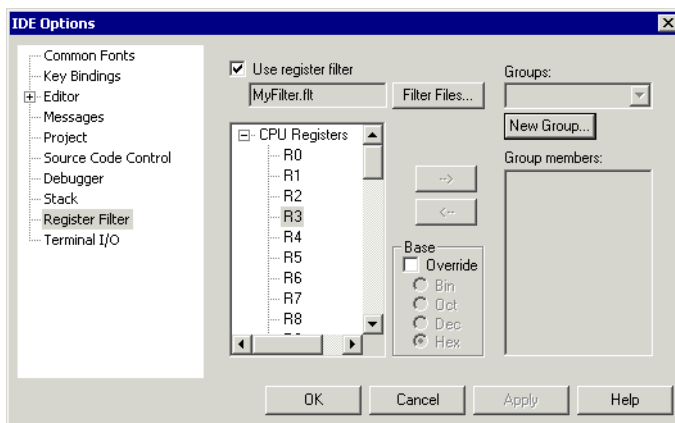 IDE Options
Common Fonts
Key Bindings
Editor
Messages
Project
Source Code Control
Debugger
Stack
Register Filter
Terminal I/O
Use register filter
MyFilter.flt
Filter Files...
CPU Registers
R0
R1
R2
R3
R4
R5
R6
R7
R8
-->
<--
Base
Override
Bin
Oct
Dec
Hex
Groups:
New Group...
Group members:
OK
Cancel
Apply
Help